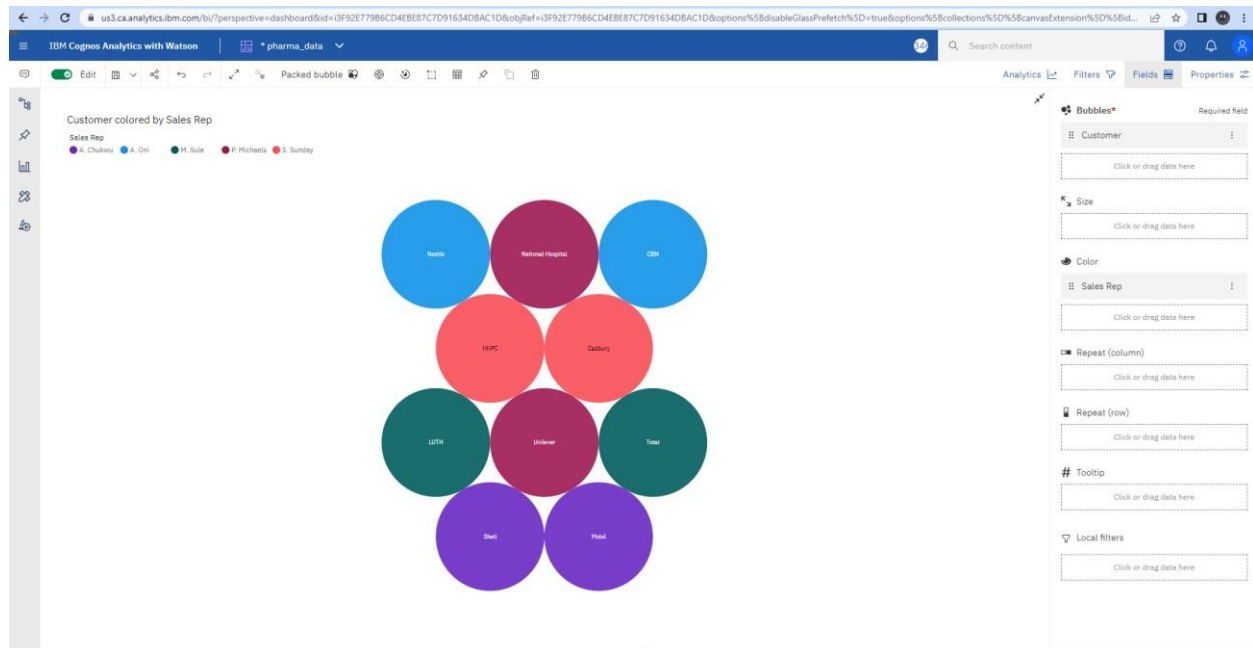 us3.ca.analytics.ibm.com/bi/?perspective=dashboard&id=i3F92E779B6CD4EBE87C7D91634DBAC1D&objRef=i3F92E779B6CD4EBE87C7D91634DBAC1D&options%5BdisableGlassPrefetch%5D=true&options%5Bcollections%5D%5BcanvasExtension%5D%5Bid...
IBM Cognos Analytics with Watson
* pharma_data
Search content
Edit
Packed bubble
Analytics
Filters
Fields
Properties
Customer colored by Sales Rep
Sales Rep
A. Chukwu A. Oni M. Sule P. Michaels S. Sunday
Nestle National Hospital CBN
NNPC Cadbury
LUTH Unilever Total
Shell Mobil
Bubbles* Required field
Customer
Click or drag data here
Size
Click or drag data here
Color
Sales Rep
Click or drag data here
Repeat (column)
Click or drag data here
Repeat (row)
Click or drag data here
# Tooltip
Click or drag data here
Local filters
Click or drag data here